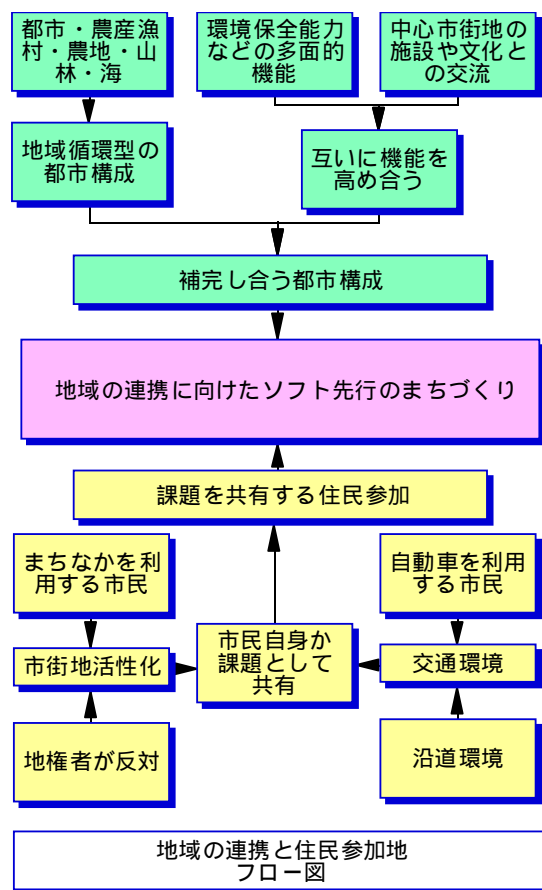 都市・農産漁
村・農地・山
林・海
環境保全能力
などの多面的
機能
中心市街地の
施設や文化と
の交流
地域循環型の
都市構成
互いに機能を
高め合う
補完し合う都市構成
地域の連携に向けたソフト先行のまちづくり
課題を共有する住民参加
まちなかを利
用する市民
自動車を利用
する市民
市街地活性化
市民自身か
課題として
共有
交通環境
地権者が反対
沿道環境
地域の連携と住民参加地
フロー図